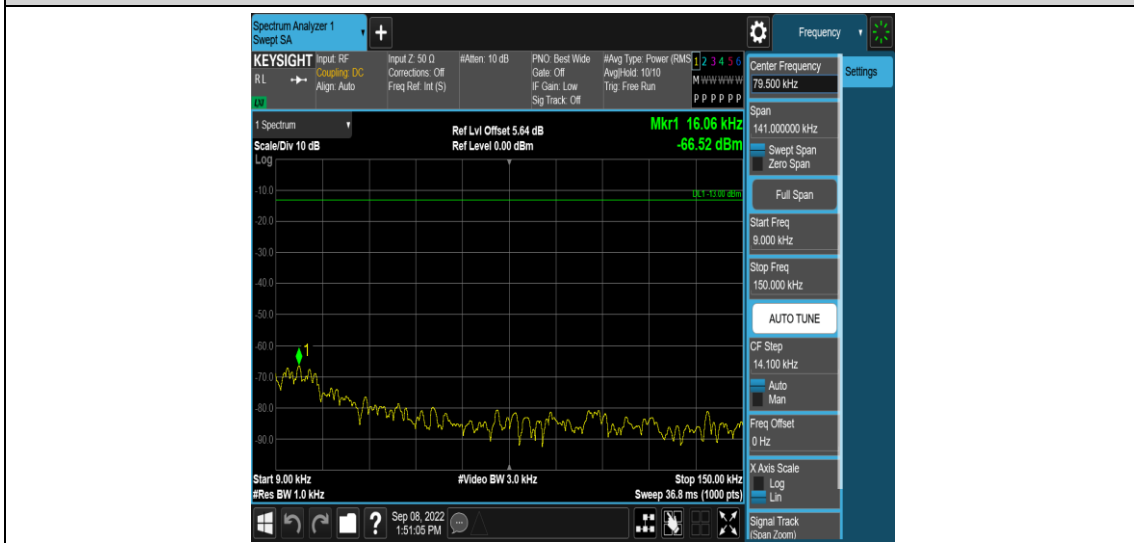 Spectrum Analyzer 1
Swept SA
+
Frequency
KEYSIGHT
RL
Input: RF
Coupling: DC
Align: Auto
Input Z: 50 Ω
Corrections: Off
Freq Ref: Int (S)
#Atten: 10 dB
PNO: Best Wide
Gate: Off
IF Gain: Low
Sig Track: Off
#Avg Type: Power (RMS
Avg|Hold: 10/10
Trig: Free Run
1 2 3 4 5 6
M W W W W W
P P P P P P
Center Frequency
79.500 kHz
Settings
Span
141.000000 kHz
Swept Span
Zero Span
Full Span
Start Freq
9.000 kHz
Stop Freq
150.000 kHz
AUTO TUNE
CF Step
14.100 kHz
Auto
Man
Freq Offset
0 Hz
X Axis Scale
Log
Lin
Signal Track
(Span Zoom)
1 Spectrum
Scale/Div 10 dB
Ref Lvl Offset 5.64 dB
Ref Level 0.00 dBm
Mkr1 16.06 kHz
-66.52 dBm
Log
DL1 -13.00 dBm
-10.0
-20.0
-30.0
-40.0
-50.0
-60.0
1
-70.0
-80.0
-90.0
Start 9.00 kHz
#Video BW 3.0 kHz
Stop 150.00 kHz
#Res BW 1.0 kHz
Sweep 36.8 ms (1000 pts)
?
Sep 08, 2022
1:51:05 PM